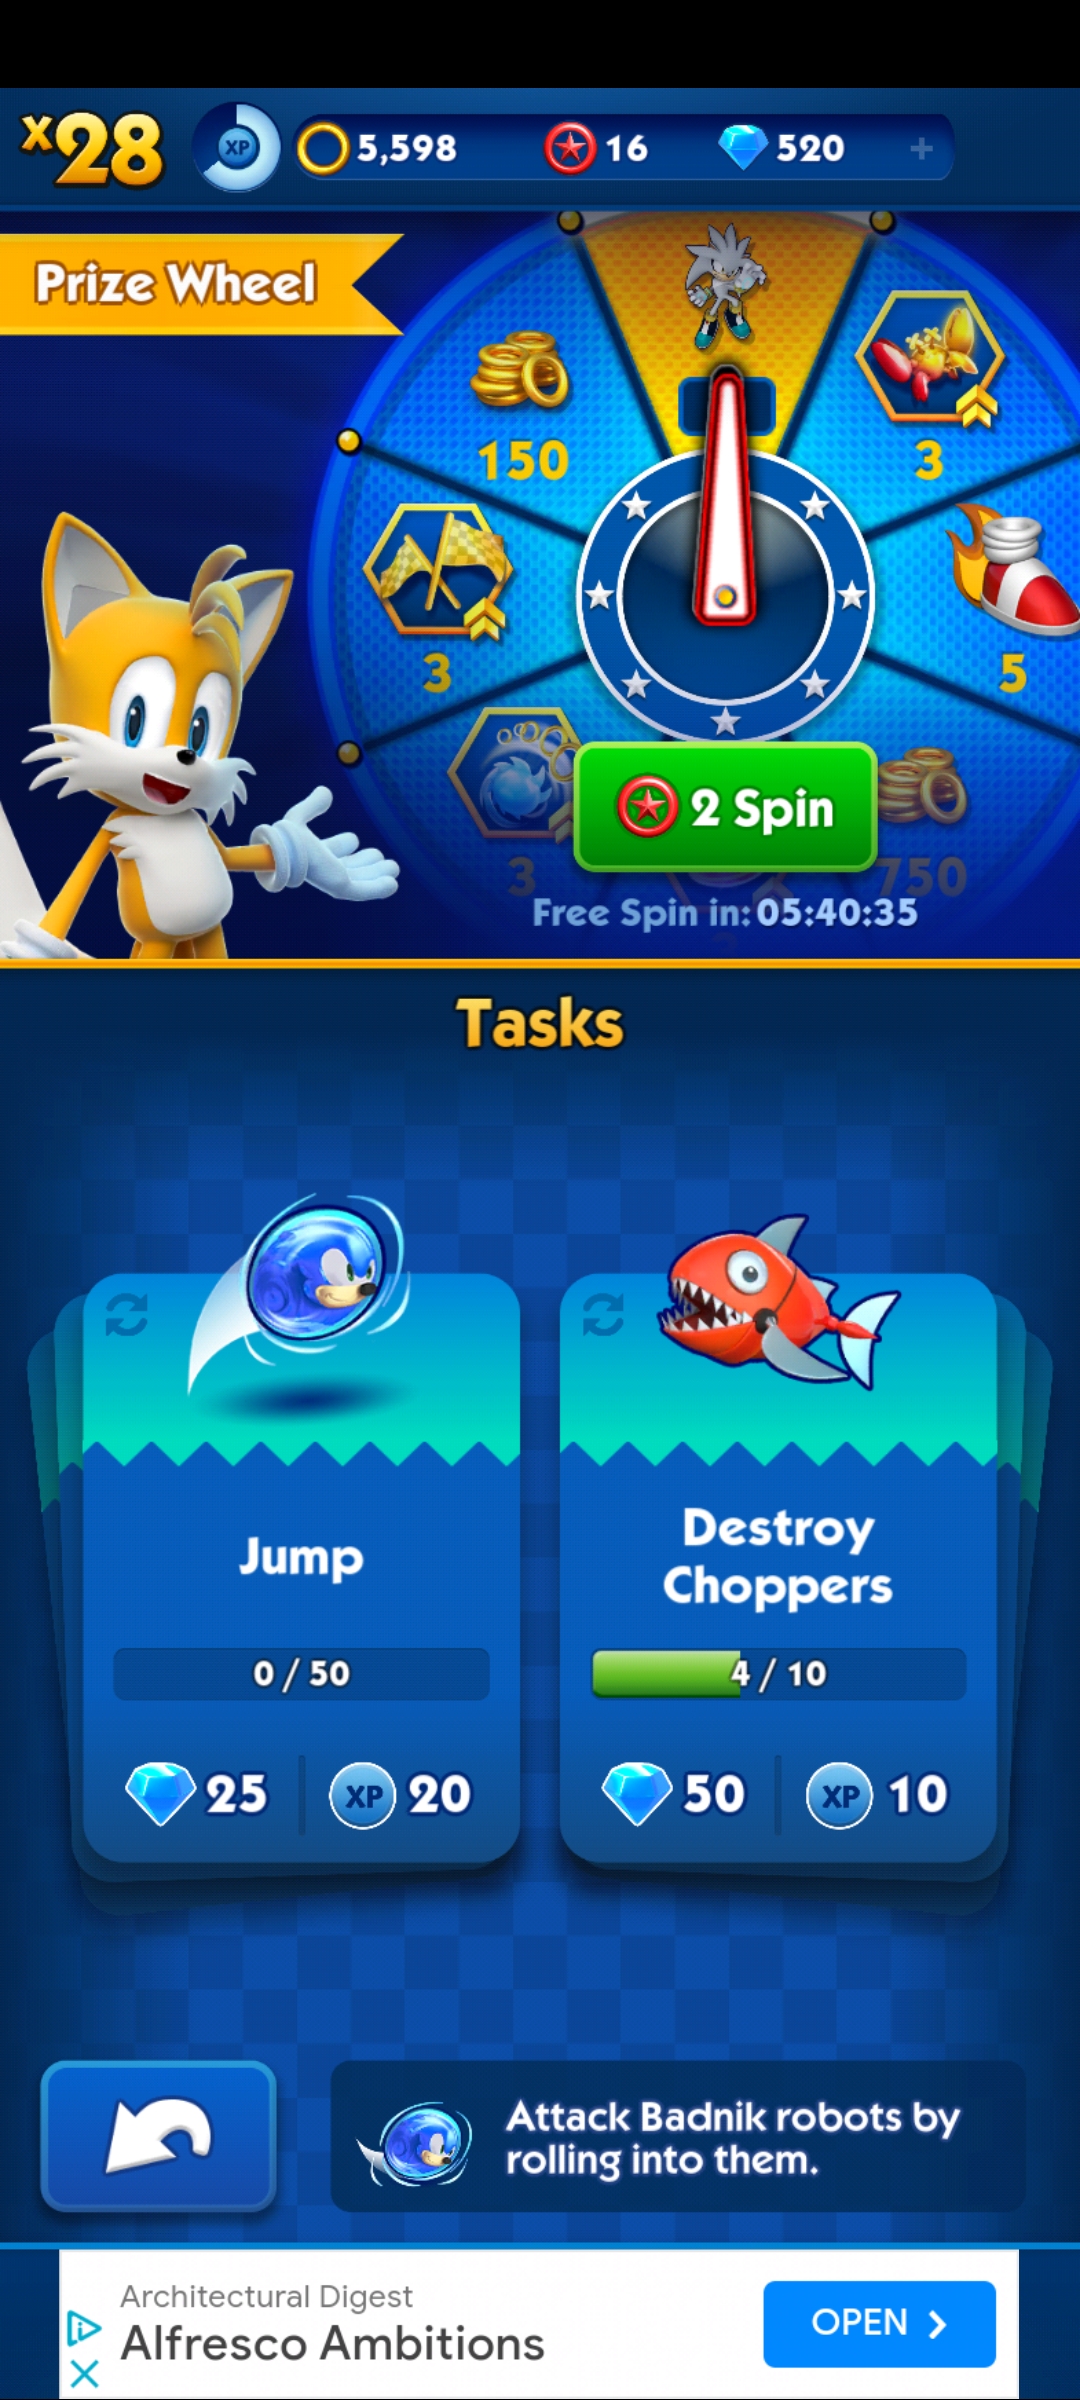 x28
XP
5,598
16
520
+
Prize Wheel
150
3
3
5
3
2 Spin
750
Free Spin in: 05:40:35
Tasks
Jump
0 / 50
25
XP 20
Destroy
Choppers
4 / 10
50
XP 10
Attack Badnik robots by
rolling into them.
Architectural Digest
Alfresco Ambitions
OPEN